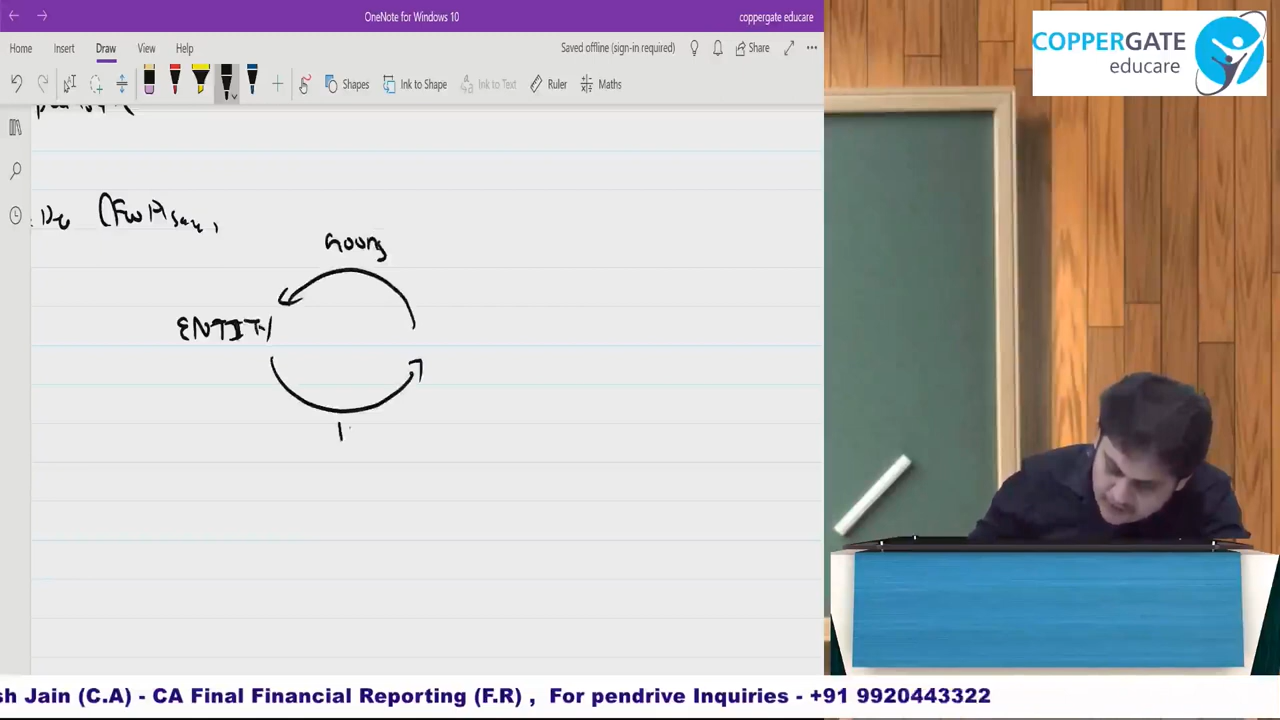 OneNote for Windows 10
coppergate educare
Home Insert Draw View Help
Saved offline (sign-in required)
Share
Shapes
Ink to Shape
Ink to Text
Ruler
Maths
COPPERGATE
educare
Goods
ENTITY
sh Jain (C.A) - CA Final Financial Reporting (F.R) , For pendrive Inquiries - +91 9920443322